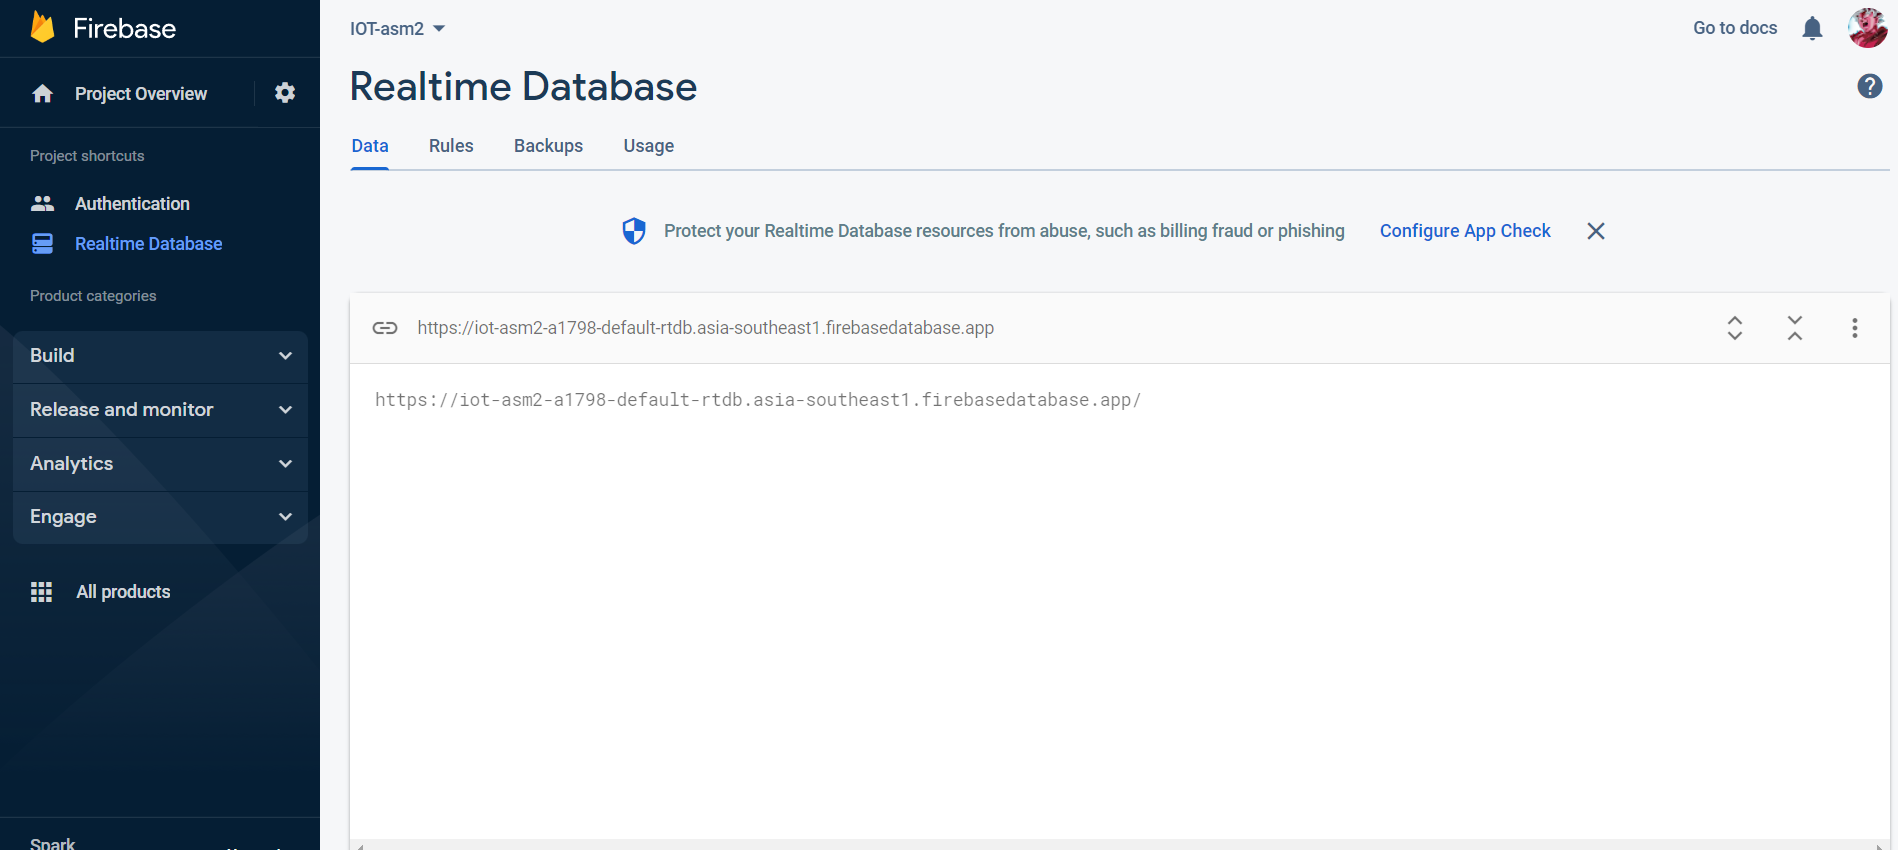 Firebase
Project Overview
Project shortcuts
Authentication
Realtime Database
Product categories
Build
Release and monitor
Analytics
Engage
All products
Spark
IOT-asm2
Go to docs
Realtime Database
?
Data Rules Backups Usage
Protect your Realtime Database resources from abuse, such as billing fraud or phishing Configure App Check
https://iot-asm2-a1798-default-rtdb.asia-southeast1.firebasedatabase.app
https://iot-asm2-a1798-default-rtdb.asia-southeast1.firebasedatabase.app/